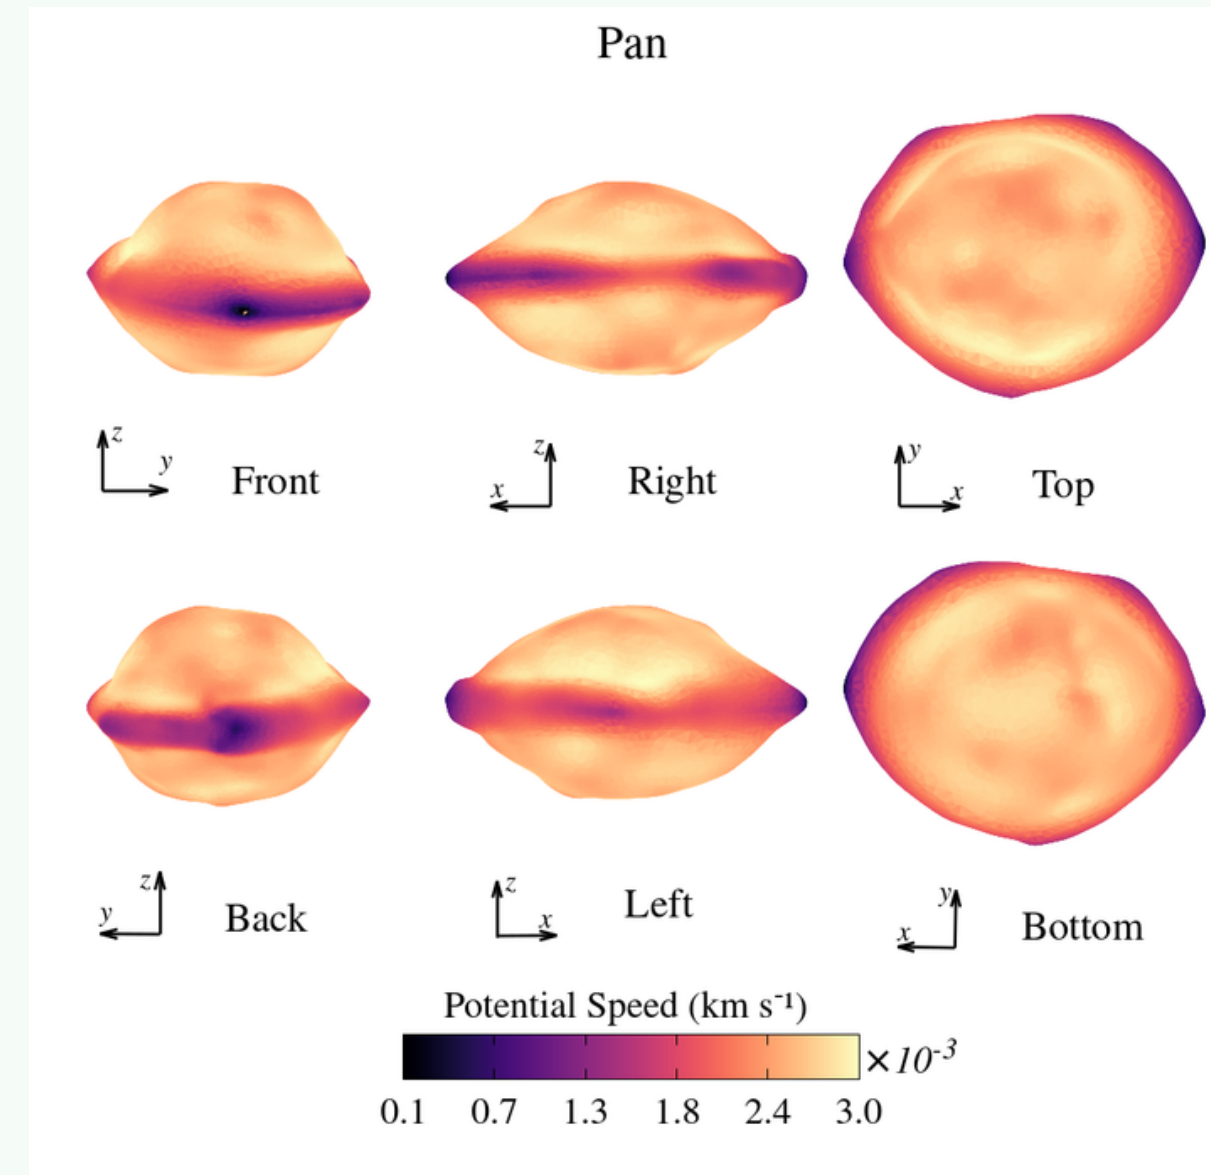 Pan
z
y
Front
z
x
Right
y
x
Top
z
y
Back
z
x
Left
y
x
Bottom
Potential Speed (km s⁻¹)
×10⁻³
0.1 0.7 1.3 1.8 2.4 3.0